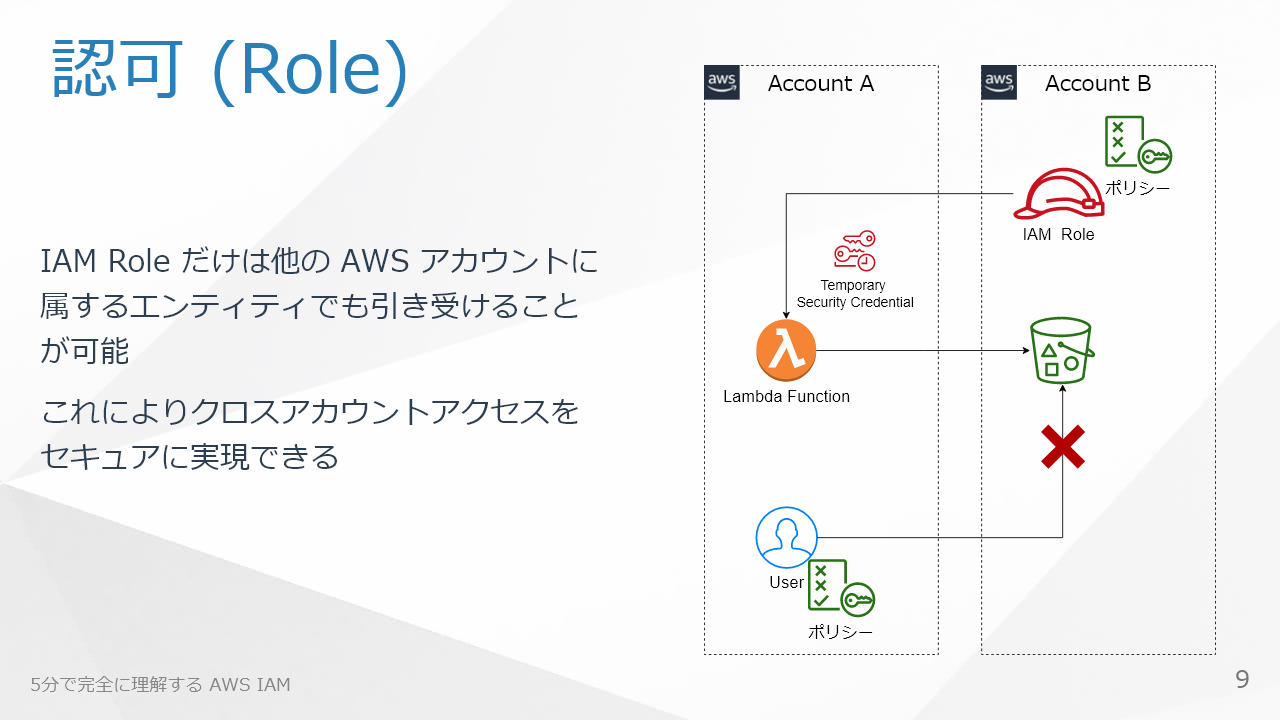 認可 (Role)
IAM Role だけは他の AWS アカウントに
属するエンティティでも引き受けること
が可能
これによりクロスアカウントアクセスを
セキュアに実現できる
aws
Account A
aws
Account B
ポリシー
IAM Role
Temporary
Security Credential
Lambda Function
User
ポリシー
5分で完全に理解する AWS IAM
9